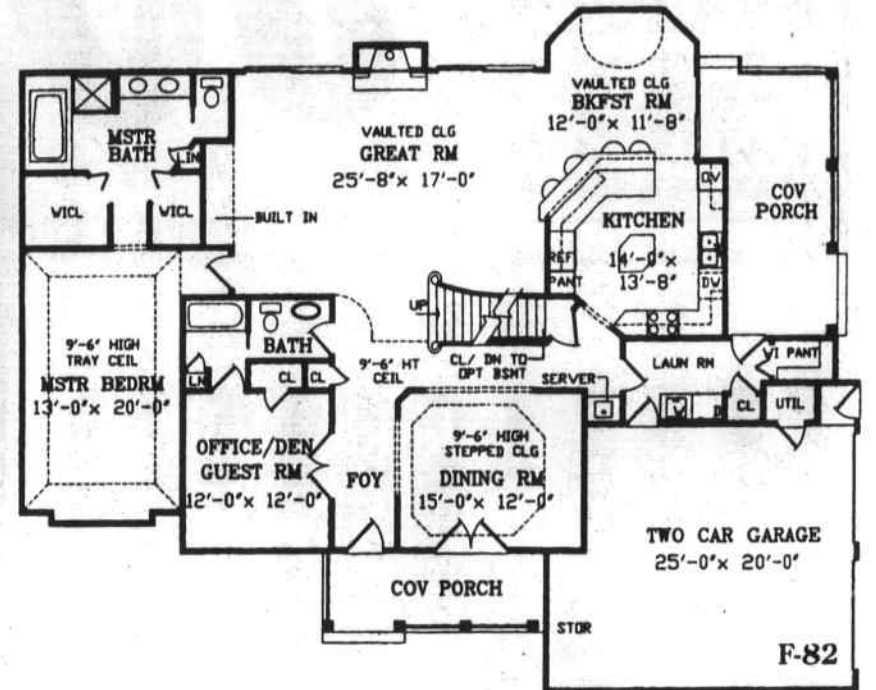 VAULTED CLG
BKFST RM
12'-0"x 11'-8"
MSTR
BATH
LIN
VAULTED CLG
GREAT RM
25'-8"x 17'-0"
WICL
WICL
BUILT IN
KITCHEN
14'-0"x
13'-8"
OV
REF
PANT
DW
COV
PORCH
UP
9'-6" HIGH
TRAY CEIL
MSTR BEDRM
13'-0"x 20'-0"
BATH
LIN
CL
CL
9'-6" HT
CEIL
CL/ DN TO
OPT BSMT
SERVER
LAUN RM
WI PANT
W
D
CL
UTIL
OFFICE/DEN
GUEST RM
12'-0"x 12'-0"
FOY
9'-6" HIGH
STEPPED CLG
DINING RM
15'-0"x 12'-0"
TWO CAR GARAGE
25'-0"x 20'-0"
COV PORCH
STOR
F-82